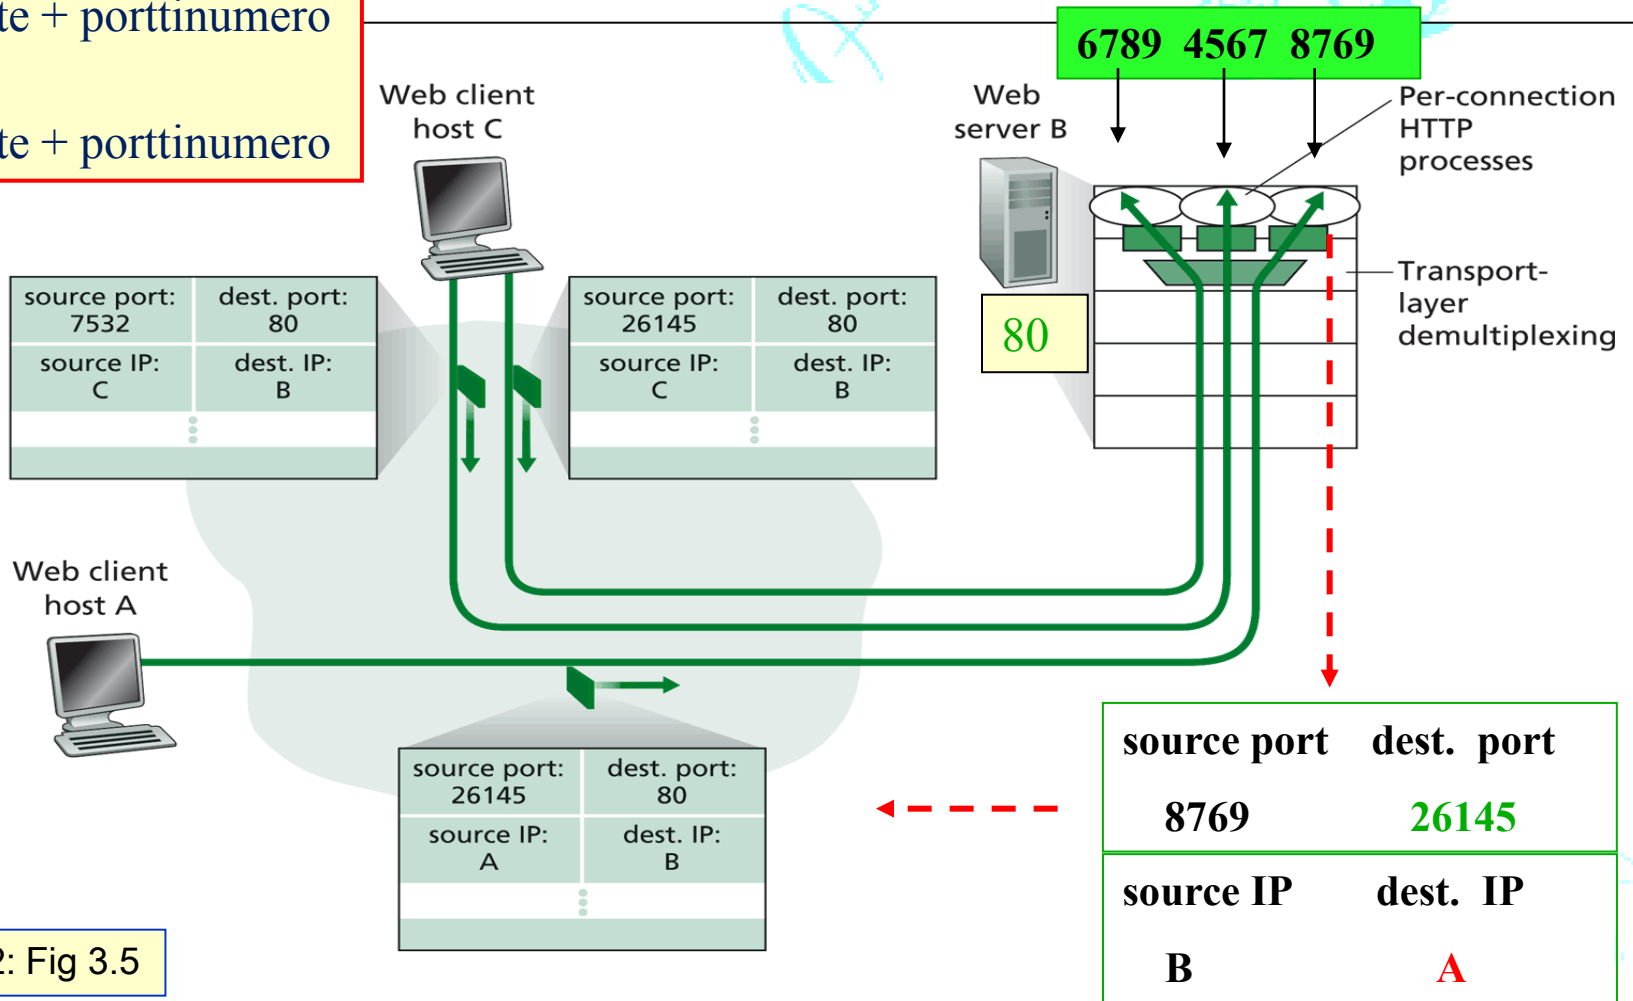 + porttinumero
+ porttinumero
6789 4567 8769
Web client
host C
Web
server B
Per-connection
HTTP
processes
source port:
7532
dest. port:
80
source IP:
C
dest. IP:
B
source port:
26145
dest. port:
80
source IP:
C
dest. IP:
B
80
Transport-
layer
demultiplexing
Web client
host A
source port:
26145
dest. port:
80
source IP:
A
dest. IP:
B
source port dest. port
8769 26145
source IP dest. IP
B A
: Fig 3.5